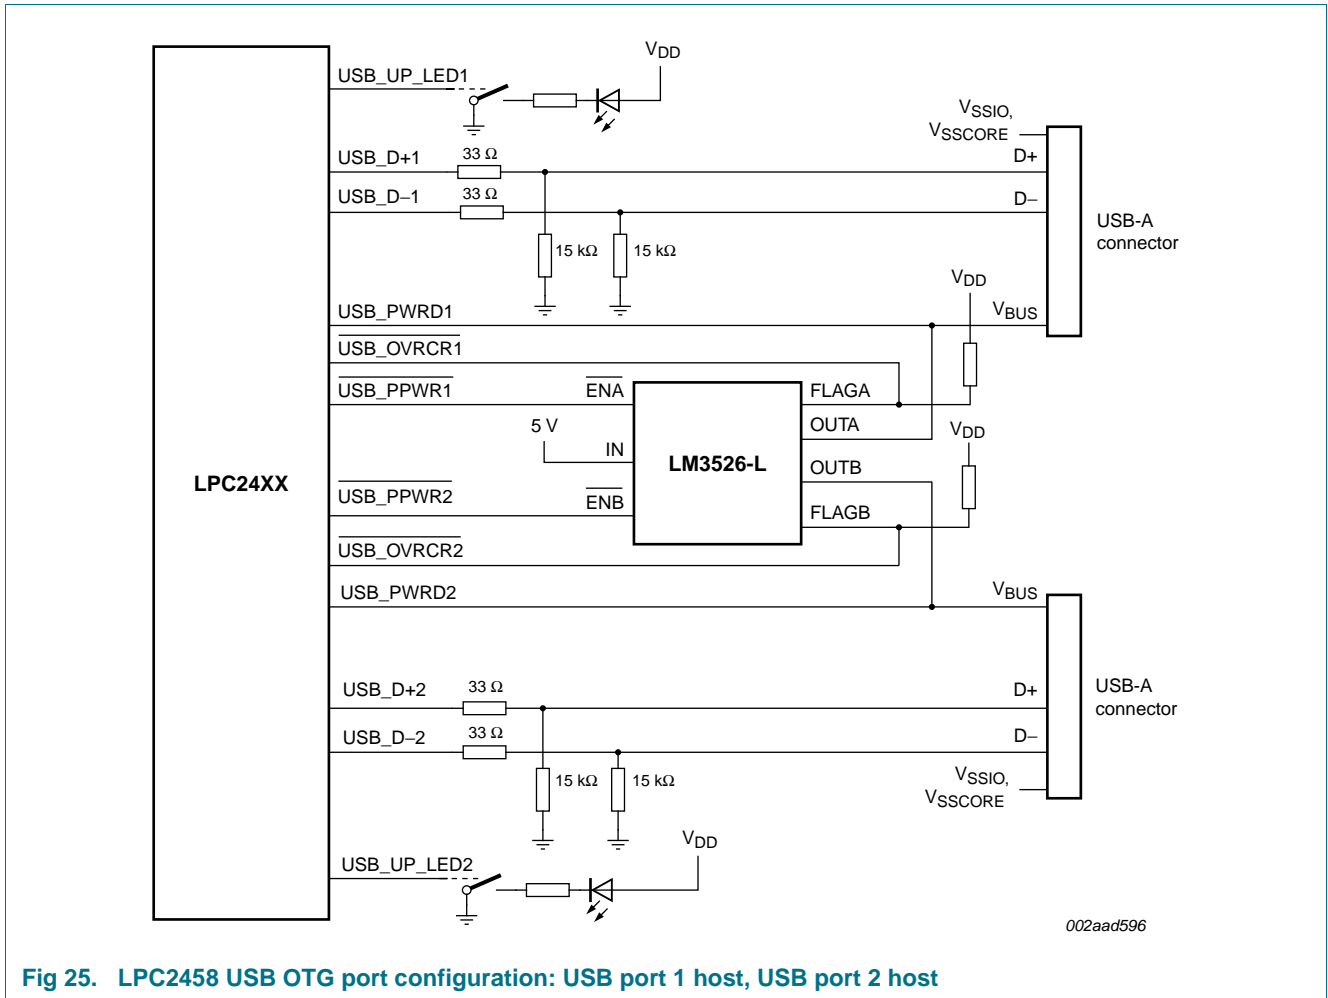 VDD
USB_UP_LED1
VSSIO,
VSSCORE
USB_D+1
33 Ω
D+
USB_D−1
33 Ω
D−
USB-A
connector
15 kΩ
15 kΩ
VDD
USB_PWRD1
VBUS
USB_OVRCR1
USB_PPWR1
ENA
FLAGA
5 V
OUTA
VDD
IN
LM3526-L
OUTB
LPC24XX
USB_PPWR2
ENB
FLAGB
USB_OVRCR2
USB_PWRD2
VBUS
USB_D+2
33 Ω
D+
USB-A
connector
USB_D−2
33 Ω
D−
15 kΩ
15 kΩ
VSSIO,
VSSCORE
VDD
USB_UP_LED2
002aad596
Fig 25. LPC2458 USB OTG port configuration: USB port 1 host, USB port 2 host